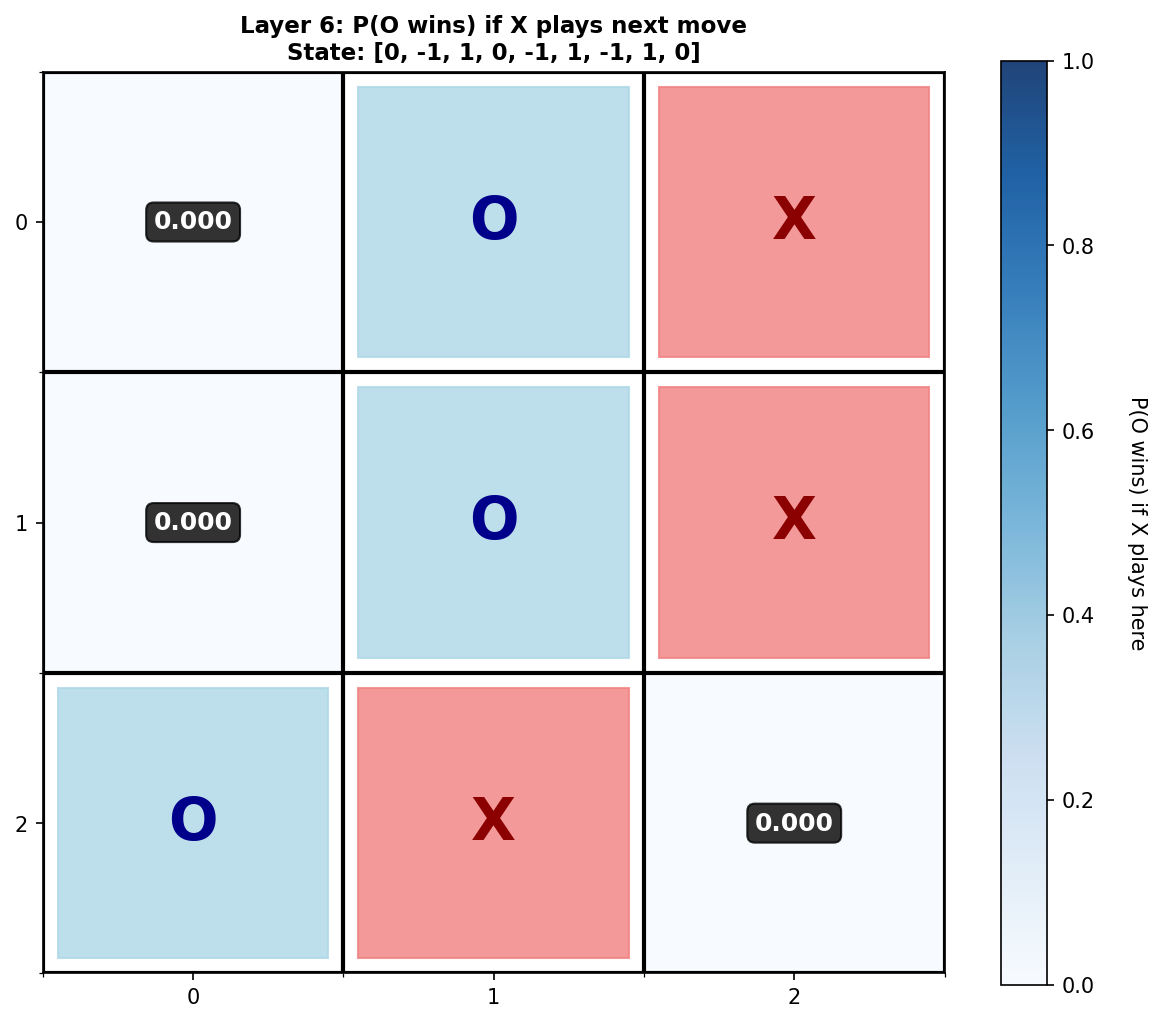 Layer 6: P(O wins) if X plays next move
State: [0, -1, 1, 0, -1, 1, -1, 1, 0]
0 0.000 O X
1 0.000 O X
2 O X 0.000
0 1 2
1.0
0.8
0.6
0.4
0.2
0.0
P(O wins) if X plays here